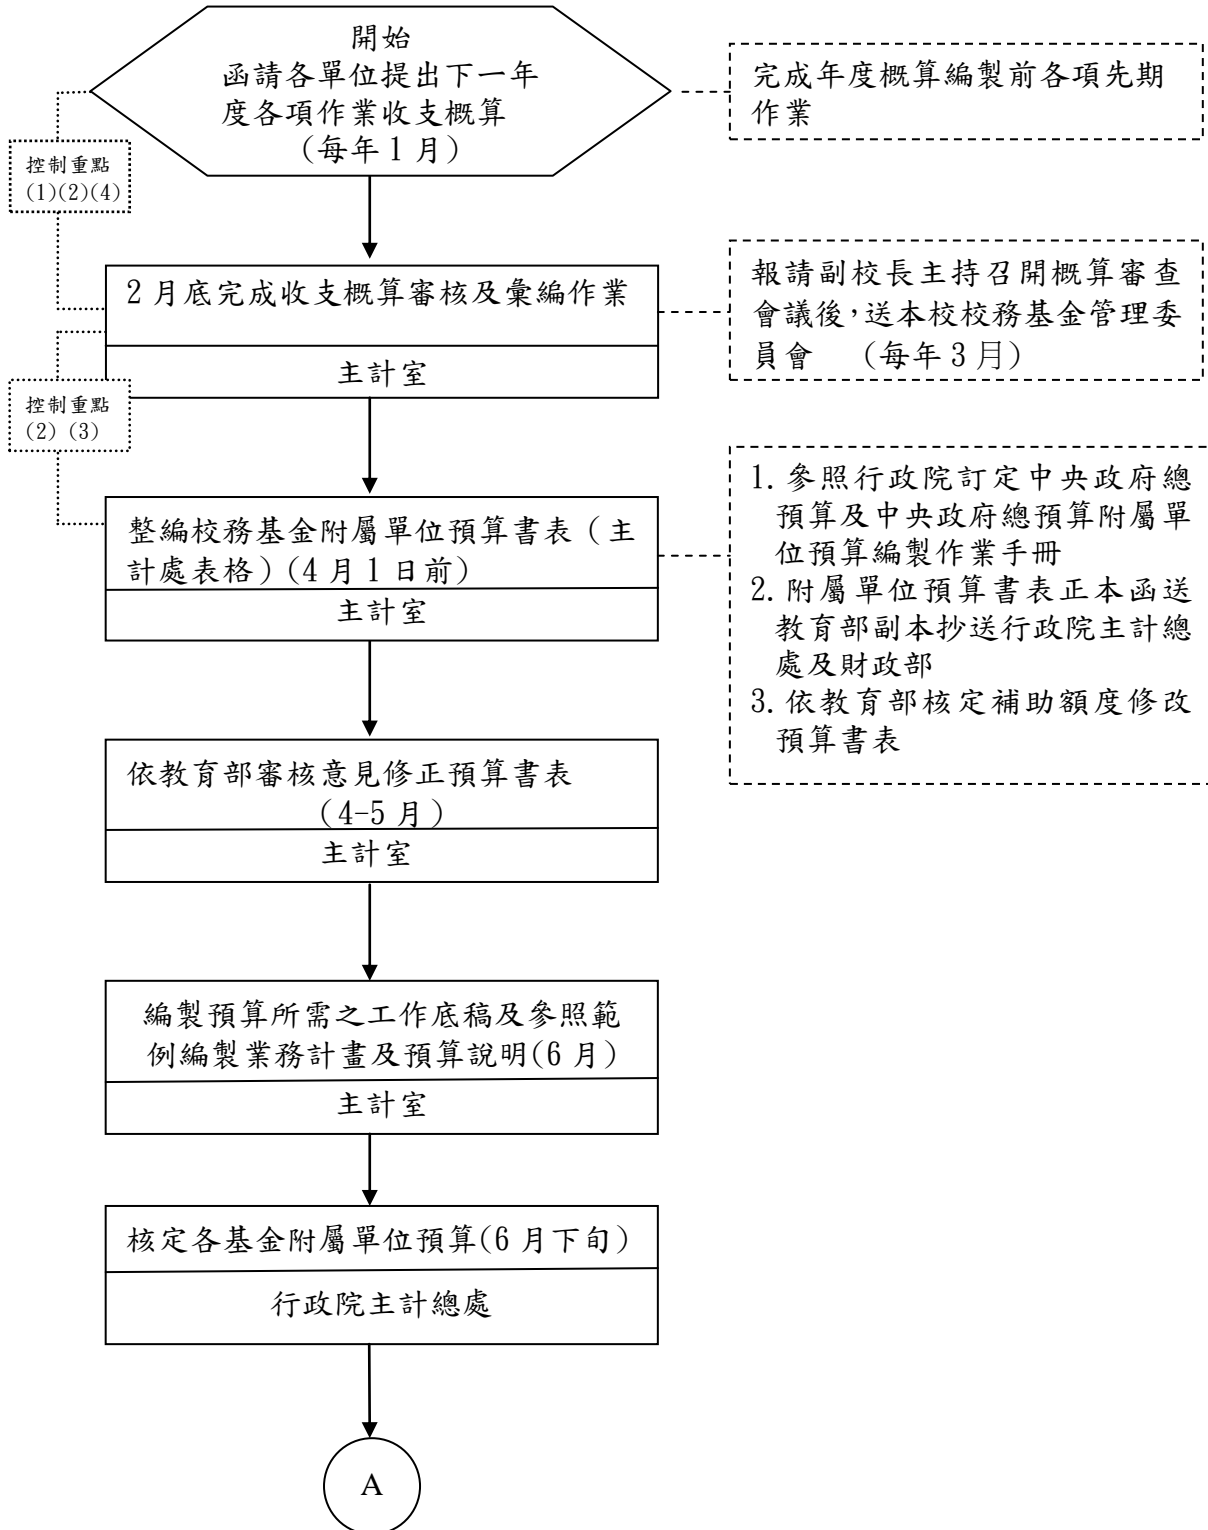 開始
函請各單位提出下一年
度各項作業收支概算
(每年 1 月)
完成年度概算編製前各項先期
作業
控制重點
(1)(2)(4)
2 月底完成收支概算審核及彙編作業
主計室
報請副校長主持召開概算審查
會議後，送本校校務基金管理委
員會　(每年 3 月)
控制重點
(2) (3)
整編校務基金附屬單位預算書表（主
計處表格）(4 月 1 日前)
主計室
1. 參照行政院訂定中央政府總
預算及中央政府總預算附屬單
位預算編製作業手冊
2. 附屬單位預算書表正本函送
教育部副本抄送行政院主計總
處及財政部
3. 依教育部核定補助額度修改
預算書表
依教育部審核意見修正預算書表
（4-5 月）
主計室
編製預算所需之工作底稿及參照範
例編製業務計畫及預算說明(6 月)
主計室
核定各基金附屬單位預算(6 月下旬)
行政院主計總處
A